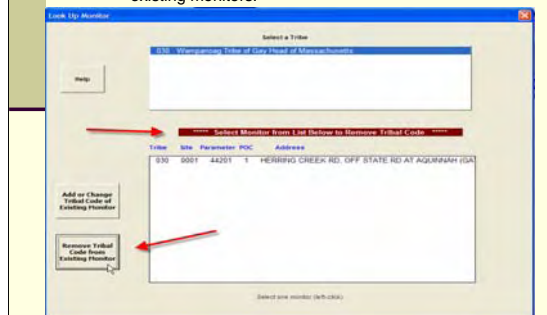 existing monitors.
Look Up Monitor
Select a Tribe
030 Wampanoag Tribe of Gay Head of Massachusetts
Help
***** Select Monitor from List Below to Remove Tribal Code *****
Tribe Site Parameter POC Address
030 0001 44201 1 HERRING CREEK RD, OFF STATE RD AT AQUINNAH (GA
Add or Change
Tribal Code of
Existing Monitor
Remove Tribal
Code from
Existing Monitor
Select one monitor (left-click)